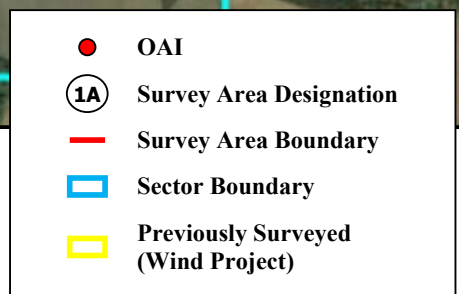 OAI
1A Survey Area Designation
Survey Area Boundary
Sector Boundary
Previously Surveyed
(Wind Project)